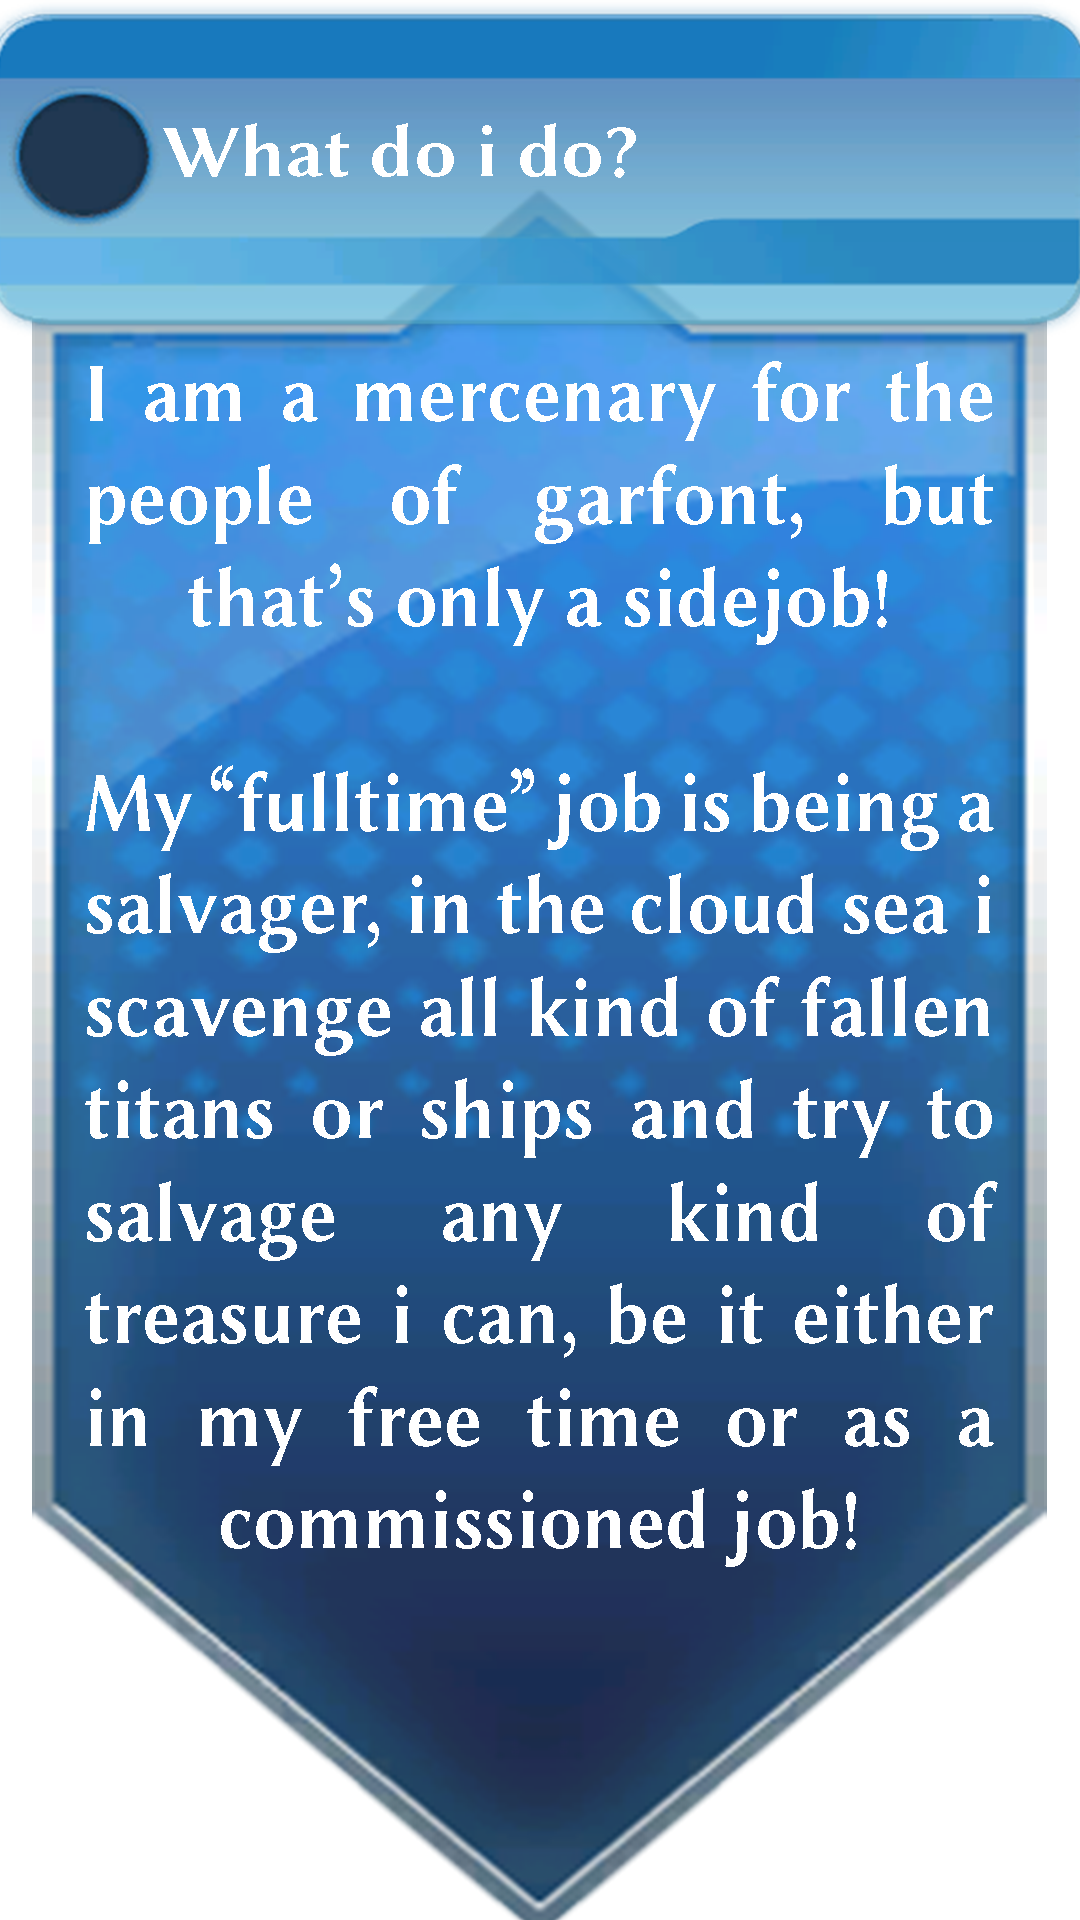 What do i do?
I am a mercenary for the
people of garfont, but
that’s only a sidejob!
My “fulltime” job is being a
salvager, in the cloud sea i
scavenge all kind of fallen
titans or ships and try to
salvage any kind of
treasure i can, be it either
in my free time or as a
commissioned job!